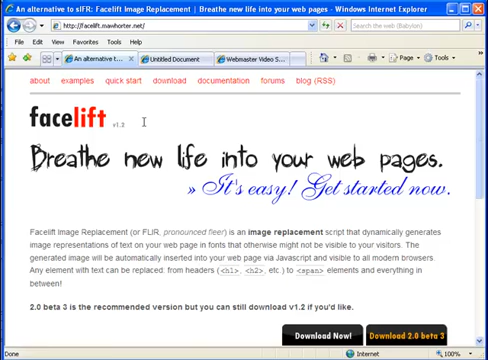 An alternative to sIFR: Facelift Image Replacement | Breathe new life into your web pages - Windows Internet Explorer
http://facelift.mawhorter.net/
Search the Web (Babylon)
File Edit View Favorites Tools Help
An alternative t... Untitled Document Webmaster Video S... Page Tools
about examples quick start download documentation forums blog (RSS)
facelift v1.2
Breathe new life into your web pages.
» It's easy! Get started now.
Facelift Image Replacement (or FLIR, pronounced fleer) is an image replacement script that dynamically generates
image representations of text on your web page in fonts that otherwise might not be visible to your visitors. The
generated image will be automatically inserted into your web page via Javascript and visible to all modern browsers.
Any element with text can be replaced: from headers (<h1>, <h2>, etc.) to <span> elements and everything in
between!
2.0 beta 3 is the recommended version but you can still download v1.2 if you'd like.
Download Now! Download 2.0 beta 3
Done Internet 100%